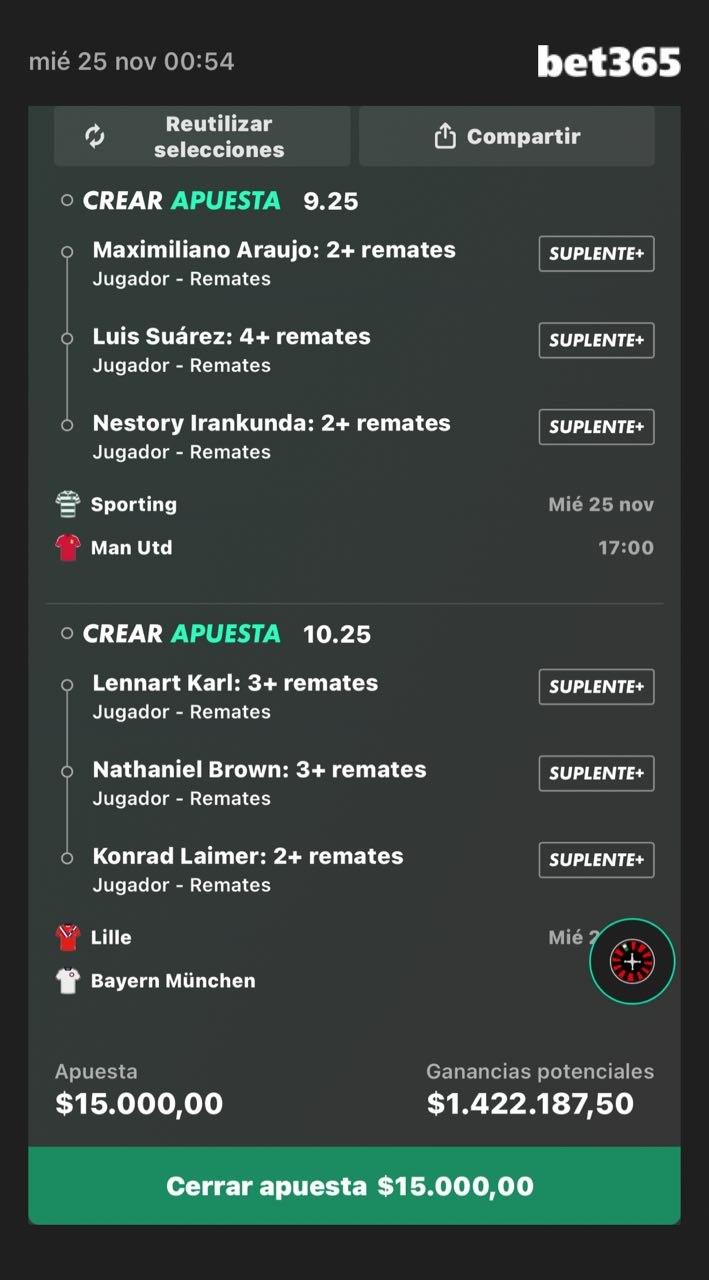 mié 25 nov 00:54
bet365
Reutilizar
selecciones
Compartir
CREAR APUESTA 9.25
Maximiliano Araujo: 2+ remates
SUPLENTE+
Jugador - Remates
Luis Suárez: 4+ remates
SUPLENTE+
Jugador - Remates
Nestory Irankunda: 2+ remates
SUPLENTE+
Jugador - Remates
Sporting
Mié 25 nov
Man Utd
17:00
CREAR APUESTA 10.25
Lennart Karl: 3+ remates
SUPLENTE+
Jugador - Remates
Nathaniel Brown: 3+ remates
SUPLENTE+
Jugador - Remates
Konrad Laimer: 2+ remates
SUPLENTE+
Jugador - Remates
Lille
Mié
Bayern München
Apuesta
Ganancias potenciales
$15.000,00
$1.422.187,50
Cerrar apuesta $15.000,00